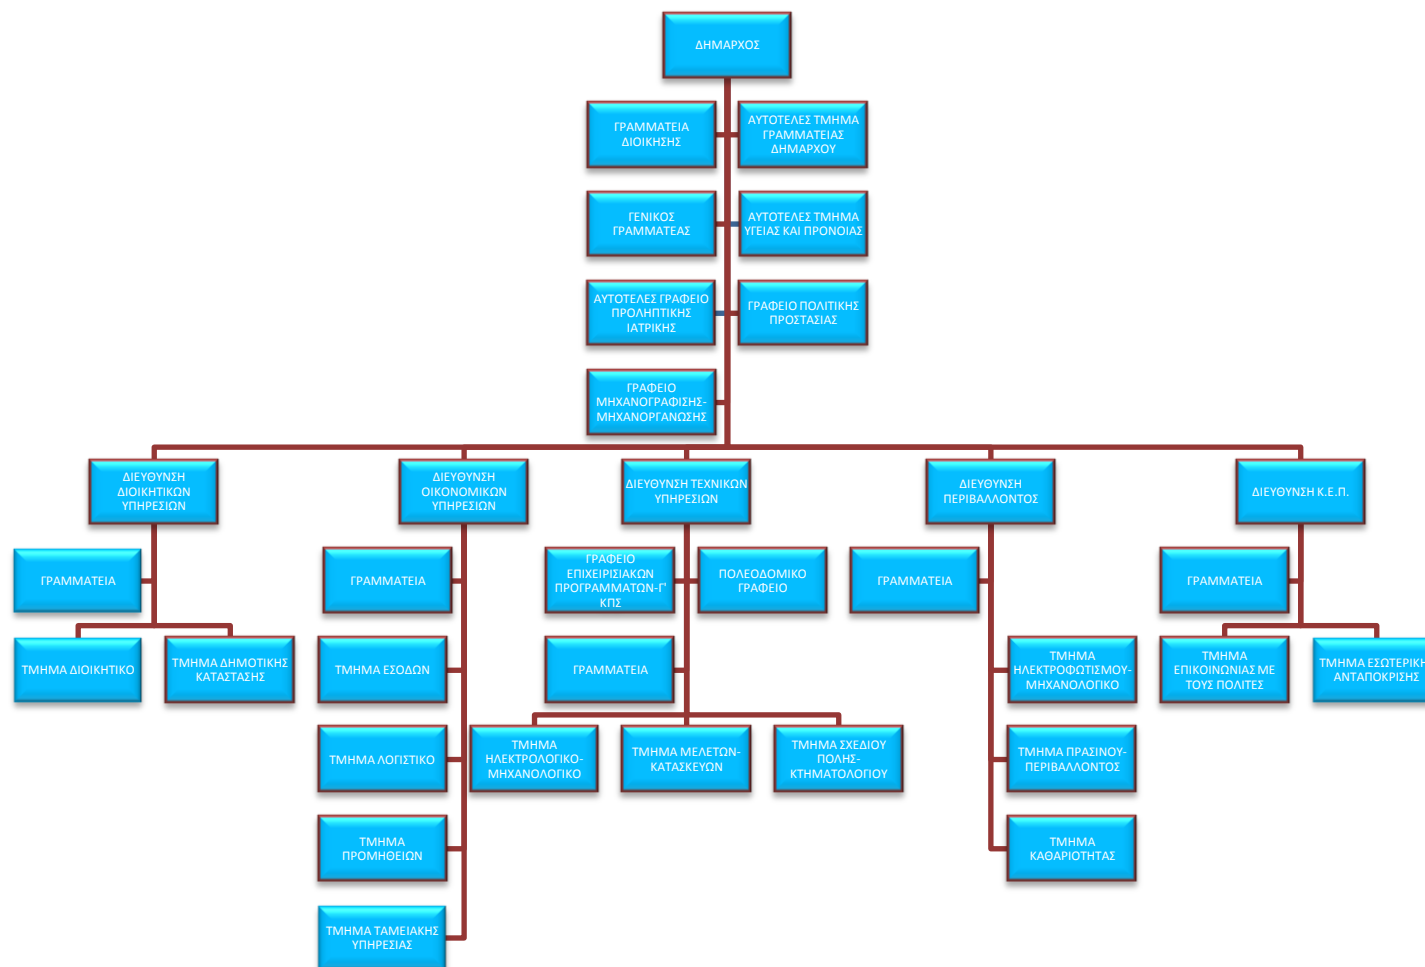 ΔΗΜΑΡΧΟΣ
ΓΡΑΜΜΑΤΕΙΑ
ΔΙΟΙΚΗΣΗΣ
ΑΥΤΟΤΕΛΕΣ ΤΜΗΜΑ
ΓΡΑΜΜΑΤΕΙΑΣ
ΔΗΜΑΡΧΟΥ
ΓΕΝΙΚΟΣ
ΓΡΑΜΜΑΤΕΑΣ
ΑΥΤΟΤΕΛΕΣ ΤΜΗΜΑ
ΥΓΕΙΑΣ ΚΑΙ ΠΡΟΝΟΙΑΣ
ΑΥΤΟΤΕΛΕΣ ΓΡΑΦΕΙΟ
ΠΡΟΛΗΠΤΙΚΗΣ
ΙΑΤΡΙΚΗΣ
ΓΡΑΦΕΙΟ ΠΟΛΙΤΙΚΗΣ
ΠΡΟΣΤΑΣΙΑΣ
ΓΡΑΦΕΙΟ
ΜΗΧΑΝΟΓΡΑΦΙΣΗΣ-
ΜΗΧΑΝΟΡΓΑΝΩΣΗΣ
ΔΙΕΥΘΥΝΣΗ
ΔΙΟΙΚΗΤΙΚΩΝ
ΥΠΗΡΕΣΙΩΝ
ΔΙΕΥΘΥΝΣΗ
ΟΙΚΟΝΟΜΙΚΩΝ
ΥΠΗΡΕΣΙΩΝ
ΔΙΕΥΘΥΝΣΗ ΤΕΧΝΙΚΩΝ
ΥΠΗΡΕΣΙΩΝ
ΔΙΕΥΘΥΝΣΗ
ΠΕΡΙΒΑΛΛΟΝΤΟΣ
ΔΙΕΥΘΥΝΣΗ Κ.Ε.Π.
ΓΡΑΜΜΑΤΕΙΑ
ΓΡΑΜΜΑΤΕΙΑ
ΓΡΑΦΕΙΟ
ΕΠΙΧΕΙΡΙΣΙΑΚΩΝ
ΠΡΟΓΡΑΜΜΑΤΩΝ-Γ'
ΚΠΣ
ΠΟΛΕΟΔΟΜΙΚΟ
ΓΡΑΦΕΙΟ
ΓΡΑΜΜΑΤΕΙΑ
ΓΡΑΜΜΑΤΕΙΑ
ΤΜΗΜΑ ΔΙΟΙΚΗΤΙΚΟ
ΤΜΗΜΑ ΔΗΜΟΤΙΚΗΣ
ΚΑΤΑΣΤΑΣΗΣ
ΤΜΗΜΑ ΕΣΟΔΩΝ
ΓΡΑΜΜΑΤΕΙΑ
ΤΜΗΜΑ
ΗΛΕΚΤΡΟΦΩΤΙΣΜΟΥ-
ΜΗΧΑΝΟΛΟΓΙΚΟ
ΤΜΗΜΑ
ΕΠΙΚΟΙΝΩΝΙΑΣ ΜΕ
ΤΟΥΣ ΠΟΛΙΤΕΣ
ΤΜΗΜΑ ΕΣΩΤΕΡΙΚΗ
ΑΝΤΑΠΟΚΡΙΣΗΣ
ΤΜΗΜΑ ΛΟΓΙΣΤΙΚΟ
ΤΜΗΜΑ
ΗΛΕΚΤΡΟΛΟΓΙΚΟ-
ΜΗΧΑΝΟΛΟΓΙΚΟ
ΤΜΗΜΑ ΜΕΛΕΤΩΝ-
ΚΑΤΑΣΚΕΥΩΝ
ΤΜΗΜΑ ΣΧΕΔΙΟΥ
ΠΟΛΗΣ-
ΚΤΗΜΑΤΟΛΟΓΙΟΥ
ΤΜΗΜΑ ΠΡΑΣΙΝΟΥ-
ΠΕΡΙΒΑΛΛΟΝΤΟΣ
ΤΜΗΜΑ
ΠΡΟΜΗΘΕΙΩΝ
ΤΜΗΜΑ
ΚΑΘΑΡΙΟΤΗΤΑΣ
ΤΜΗΜΑ ΤΑΜΕΙΑΚΗΣ
ΥΠΗΡΕΣΙΑΣ